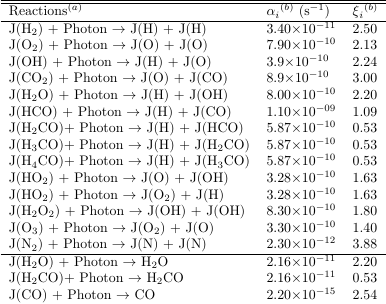 Reactions(a) αi(b) (s−1) ξi(b)
J(H2) + Photon → J(H) + J(H) 3.40×10−11 2.50
J(O2) + Photon → J(O) + J(O) 7.90×10−10 2.13
J(OH) + Photon → J(H) + J(O) 3.9×10−10 2.24
J(CO2) + Photon → J(O) + J(CO) 8.9×10−10 3.00
J(H2O) + Photon → J(H) + J(OH) 8.00×10−10 2.20
J(HCO) + Photon → J(H) + J(CO) 1.10×10−09 1.09
J(H2CO)+ Photon → J(H) + J(HCO) 5.87×10−10 0.53
J(H3CO)+ Photon → J(H) + J(H2CO) 5.87×10−10 0.53
J(H4CO)+ Photon → J(H) + J(H3CO) 5.87×10−10 0.53
J(HO2) + Photon → J(O) + J(OH) 3.28×10−10 1.63
J(HO2) + Photon → J(O2) + J(H) 3.28×10−10 1.63
J(H2O2) + Photon → J(OH) + J(OH) 8.30×10−10 1.80
J(O3) + Photon → J(O2) + J(O) 3.30×10−10 1.40
J(N2) + Photon → J(N) + J(N) 2.30×10−12 3.88
J(H2O) + Photon → H2O 2.16×10−11 2.20
J(H2CO)+ Photon → H2CO 2.16×10−11 0.53
J(CO) + Photon → CO 2.20×10−15 2.54